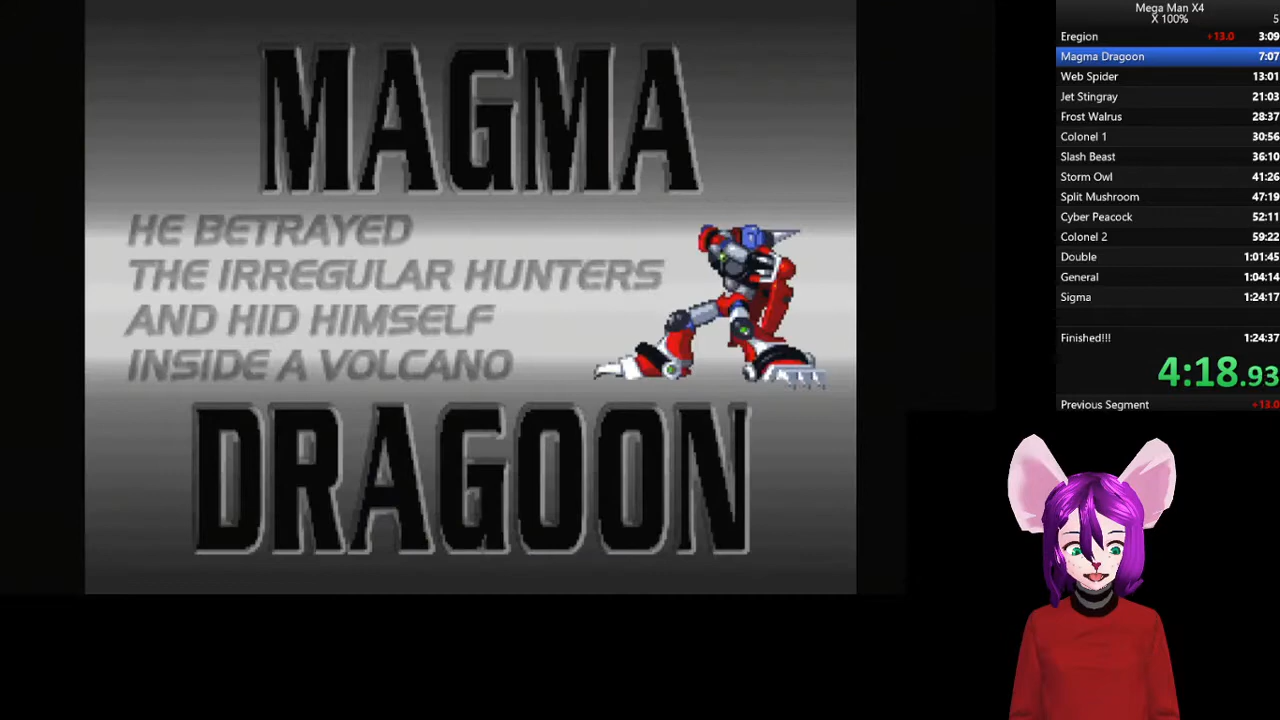 MAGMA
HE BETRAYED
THE IRREGULAR HUNTERS
AND HID HIMSELF
INSIDE A VOLCANO
DRAGOON
Mega Man X4
X 100%
5
Eregion +13.0 3:09
Magma Dragoon 7:07
Web Spider 13:01
Jet Stingray 21:03
Frost Walrus 28:37
Colonel 1 30:56
Slash Beast 36:10
Storm Owl 41:26
Split Mushroom 47:19
Cyber Peacock 52:11
Colonel 2 59:22
Double 1:01:45
General 1:04:14
Sigma 1:24:17
Finished!!! 1:24:37
4:18.93
Previous Segment +13.0